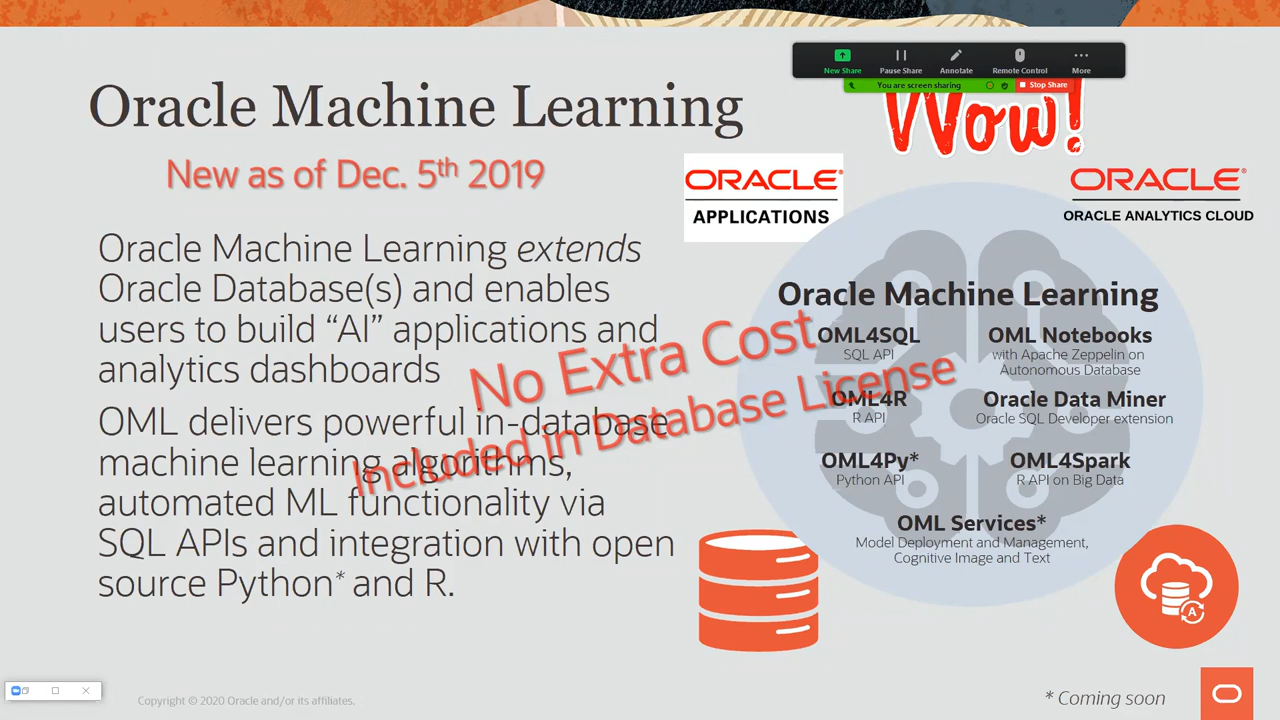 New Share
Pause Share
Annotate
Remote Control
More
You are screen sharing
Stop Share
Oracle Machine Learning
Wow!
New as of Dec. 5th 2019
ORACLE®
APPLICATIONS
ORACLE®
ORACLE ANALYTICS CLOUD
Oracle Machine Learning extends
Oracle Database(s) and enables
users to build “AI” applications and
analytics dashboards
OML delivers powerful in-database
machine learning algorithms,
automated ML functionality via
SQL APIs and integration with open
source Python* and R.
No Extra Cost
Included in Database License
Oracle Machine Learning
OML4SQL
SQL API
OML Notebooks
with Apache Zeppelin on
Autonomous Database
OML4R
R API
Oracle Data Miner
Oracle SQL Developer extension
OML4Py*
Python API
OML4Spark
R API on Big Data
OML Services*
Model Deployment and Management,
Cognitive Image and Text
A
Copyright © 2020 Oracle and/or its affiliates.
* Coming soon